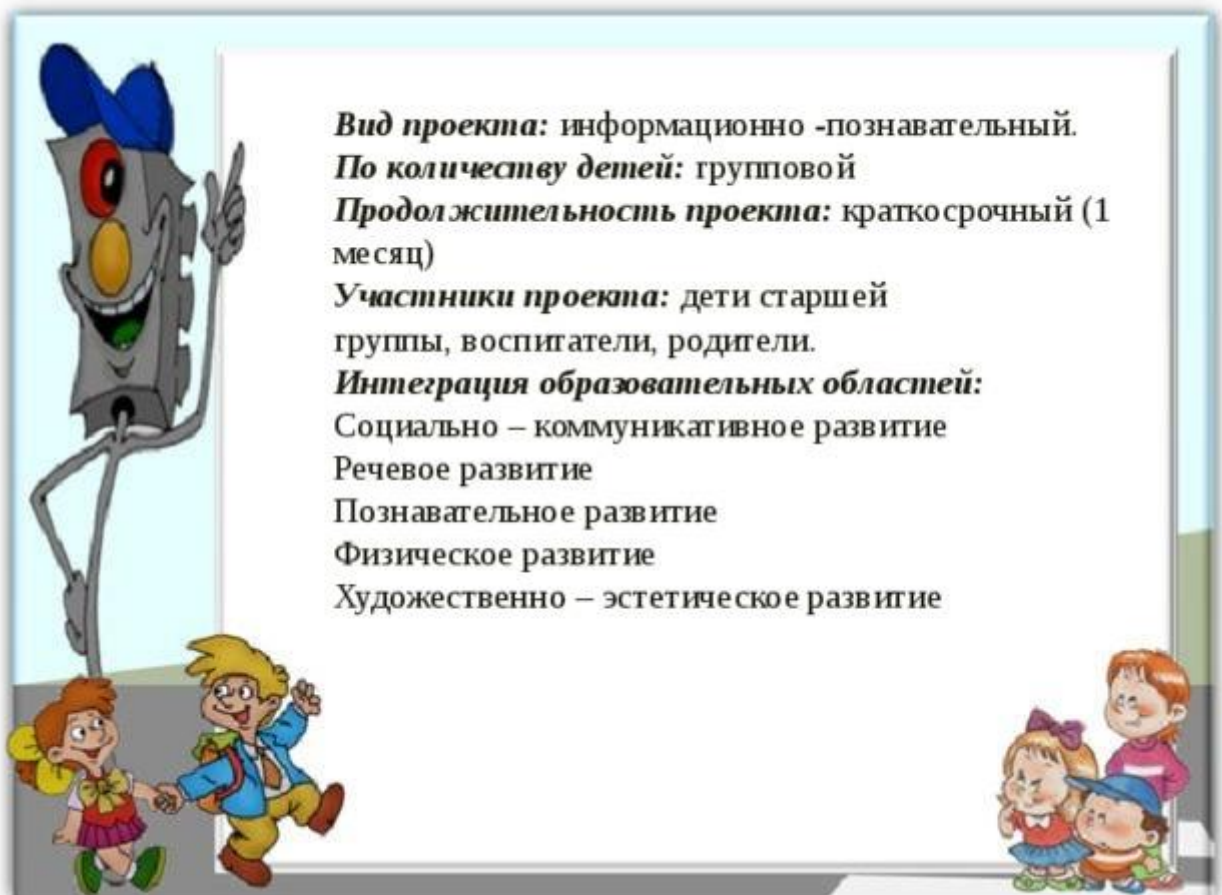 Вид проекта: информационно -познавательный.
По количеству детей: групповой
Продолжительность проекта: краткосрочный (1
месяц)
Участники проекта: дети старшей
группы, воспитатели, родители.
Интеграция образовательных областей:
Социально – коммуникативное развитие
Речевое развитие
Познавательное развитие
Физическое развитие
Художественно – эстетическое развитие